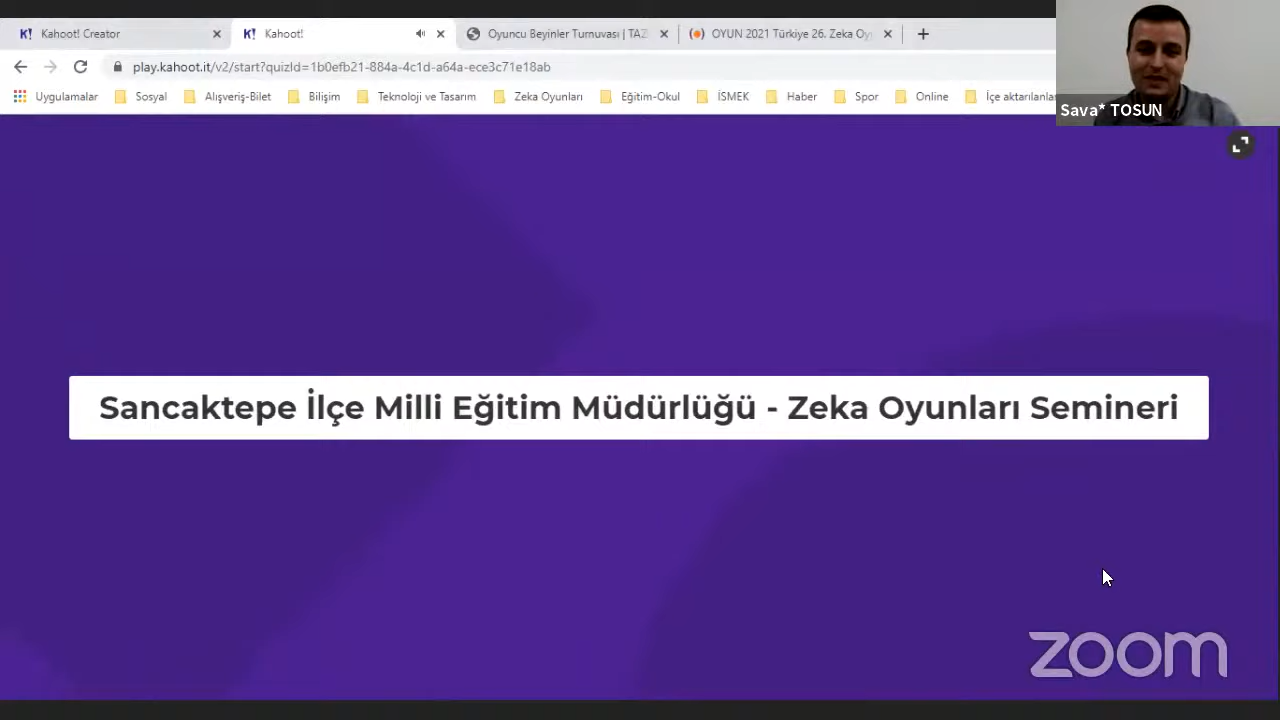 K! Kahoot! Creator
K! Kahoot!
Oyuncu Beyinler Turnuvası | TAZ
OYUN 2021 Türkiye 26. Zeka Oy
play.kahoot.it/v2/start?quizId=1b0efb21-884a-4c1d-a64a-ece3c71e18ab
Uygulamalar Sosyal Alışveriş-Bilet Bilişim Teknoloji ve Tasarım Zeka Oyunları Eğitim-Okul İSMEK Haber Spor Online İçe aktarılanlar
Sava* TOSUN
Sancaktepe İlçe Milli Eğitim Müdürlüğü - Zeka Oyunları Semineri
zoom